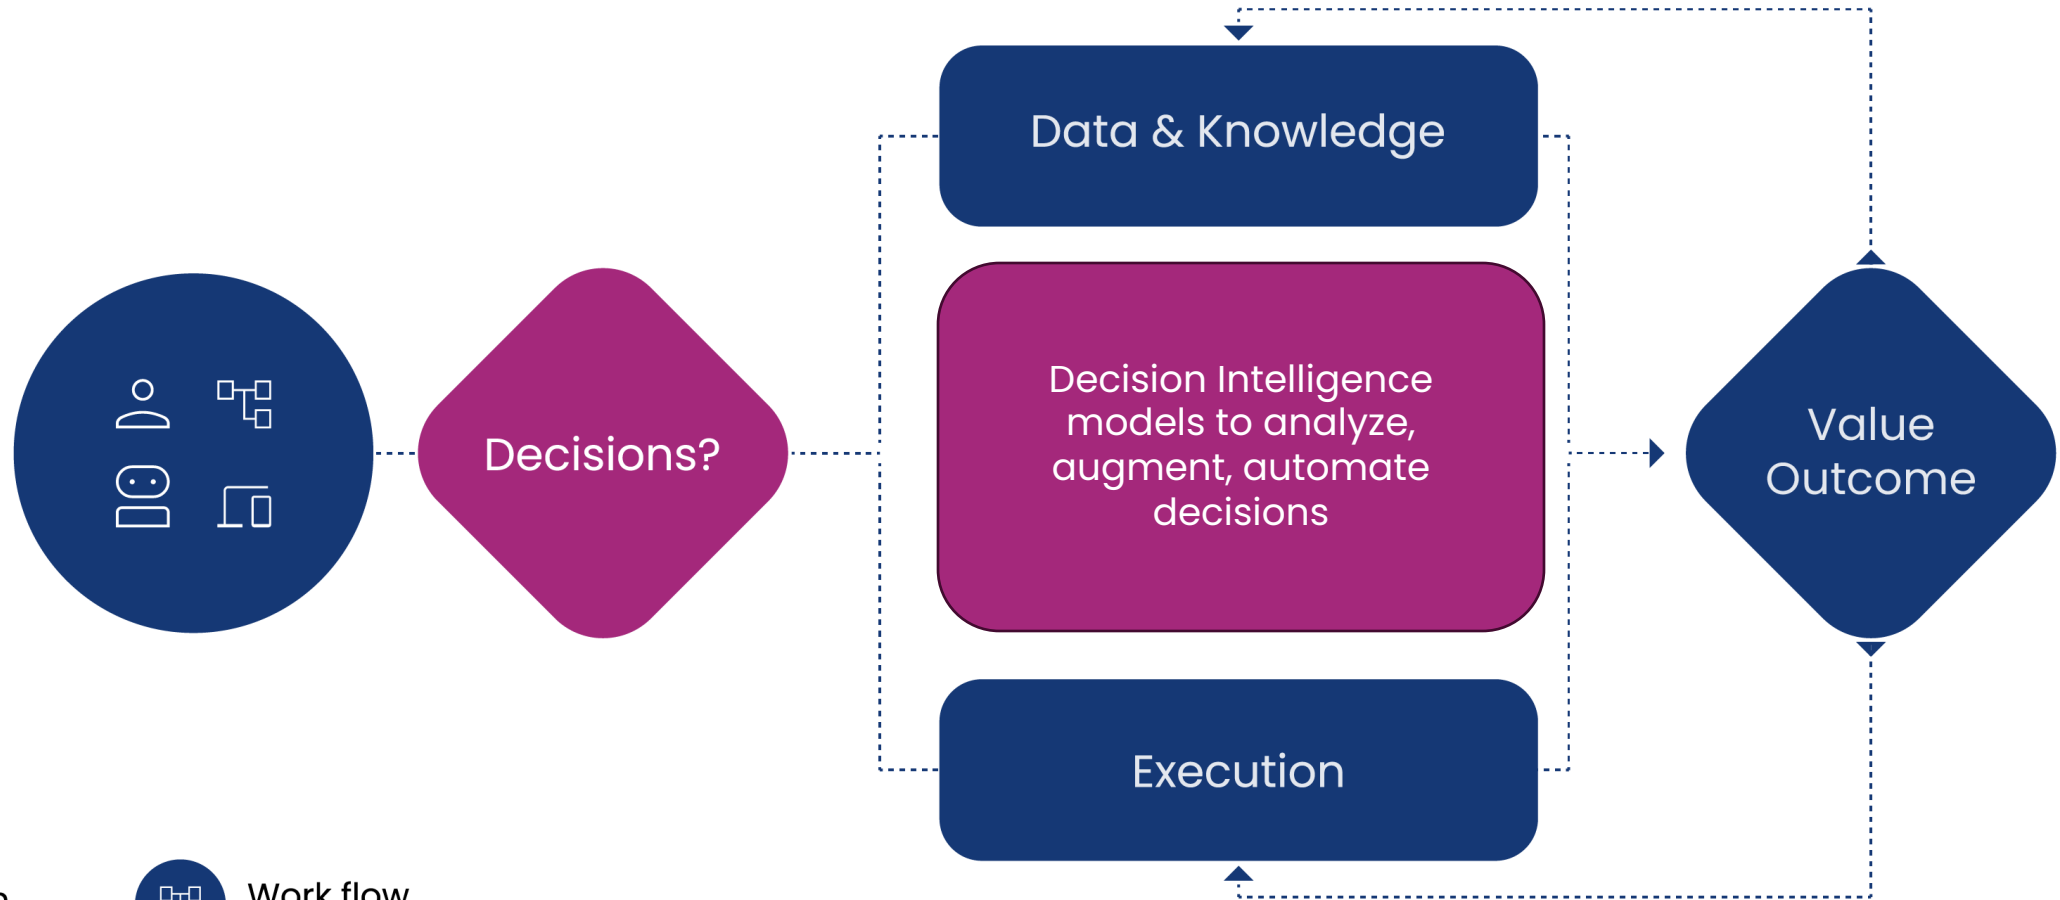 Data & Knowledge
Decisions?
Decision Intelligence
models to analyze,
augment, automate
decisions
Value
Outcome
Execution
Work flow